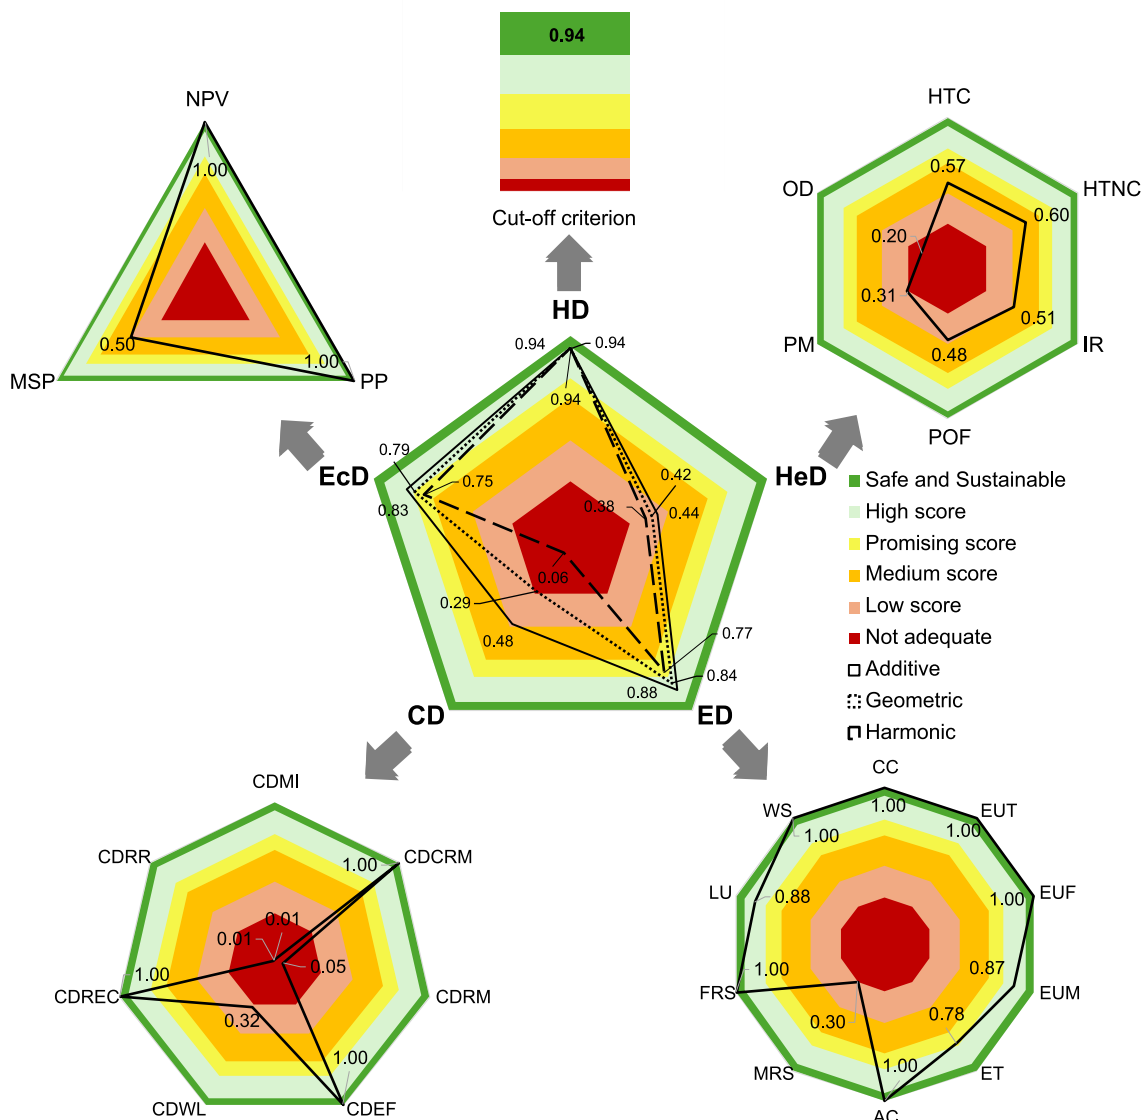 0.94
Cut-off criterion
NPV
1.00
0.50
1.00
MSP
PP
HTC
0.57
OD
HTNC
0.60
0.20
0.31
0.51
PM
0.48
IR
POF
HD
0.94
0.94
0.94
0.79
EcD
0.75
0.83
0.42
HeD
0.38
0.44
0.06
0.29
0.48
0.77
0.84
0.88
CD
ED
Safe and Sustainable
High score
Promising score
Medium score
Low score
Not adequate
Additive
Geometric
Harmonic
CDMI
CDRR
1.00
CDCRM
0.01
0.01
0.05
1.00
CDREC
CDRM
0.32
1.00
CDWL
CDEF
CC
WS
1.00
EUT
1.00
1.00
LU
0.88
1.00
EUF
1.00
0.87
FRS
EUM
0.30
0.78
MRS
1.00
ET
AC